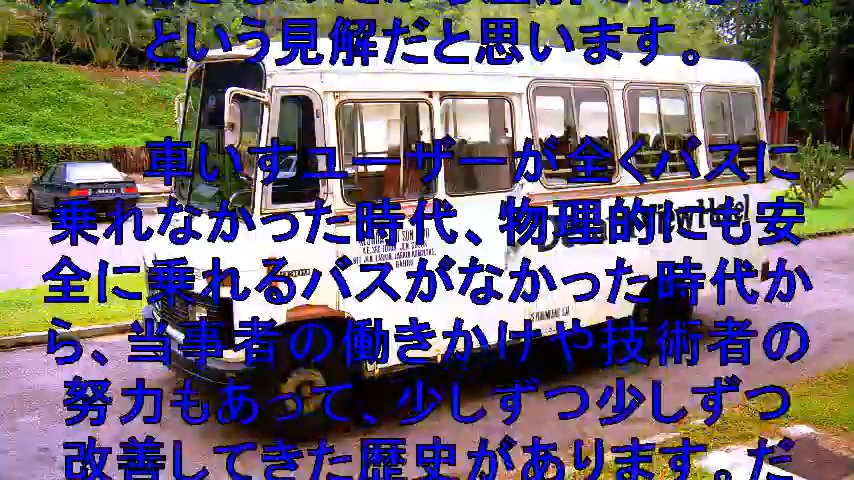 という見解だと思います。
車いすユーザーが全くバスに
乗れなかった時代、物理的にも安
全に乗れるバスがなかった時代か
ら、当事者の働きかけや技術者の
努力もあって、少しずつ少しずつ
改善してきた歴史があります。だ